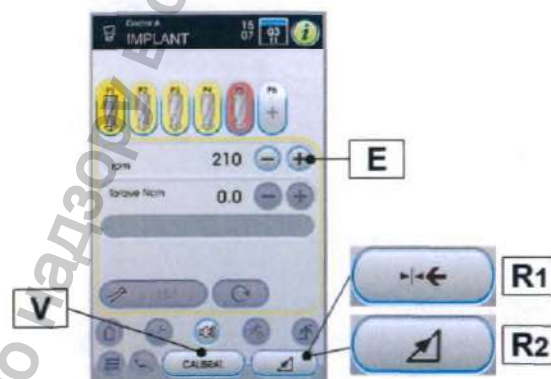 Doctor A
IMPLANT
15
07
03
11
i
P1 P2 P3 P4 P5 P6
+
rpm 210 − +
E
Torque Ncm 0.0 − +
R1
V
CALIBRAT.
R2
о надзору в